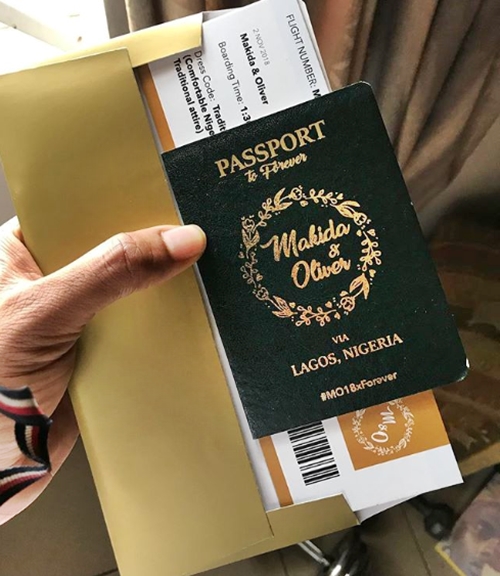 FLIGHT NUMBER:
2 NOV 2018
Makida & Oliver
Boarding Time:
Dress Code:
(Comfortable
Traditional attire)
PASSPORT
to Forever
Makida
&
Oliver
VIA
LAGOS, NIGERIA
#MO18xForever
O&M